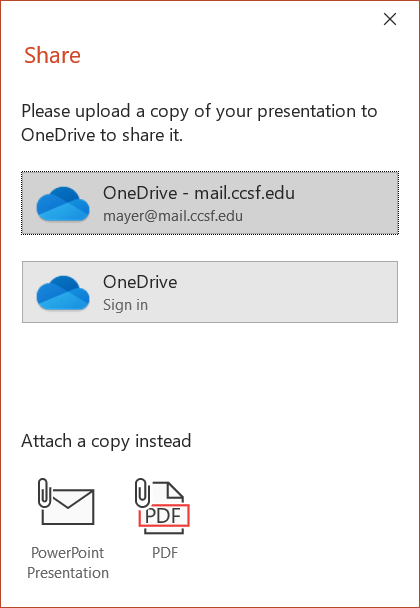 Share
Please upload a copy of your presentation to
OneDrive to share it.
OneDrive - mail.ccsf.edu
mayer@mail.ccsf.edu
OneDrive
Sign in
Attach a copy instead
PDF
PowerPoint
Presentation
PDF